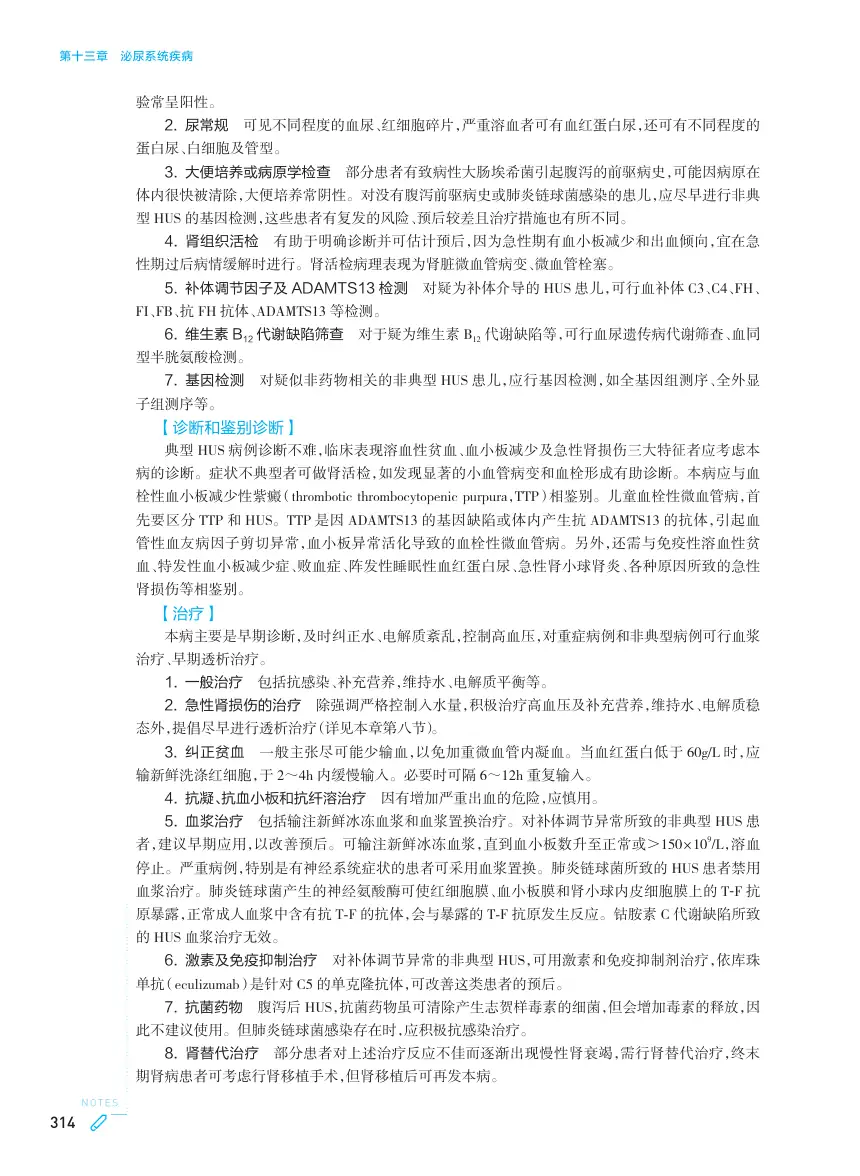 第十三章　泌尿系统疾病
验常呈阳性。
2. 尿常规　可见不同程度的血尿、红细胞碎片，严重溶血者可有血红蛋白尿，还可有不同程度的
蛋白尿、白细胞及管型。
3. 大便培养或病原学检查　部分患者有致病性大肠埃希菌引起腹泻的前驱病史，可能因病原在
体内很快被清除，大便培养常阴性。对没有腹泻前驱病史或肺炎链球菌感染的患儿，应尽早进行非典
型 HUS 的基因检测，这些患者有复发的风险、预后较差且治疗措施也有所不同。
4. 肾组织活检　有助于明确诊断并可估计预后，因为急性期有血小板减少和出血倾向，宜在急
性期过后病情缓解时进行。肾活检病理表现为肾脏微血管病变、微血管栓塞。
5. 补体调节因子及 ADAMTS13 检测　对疑为补体介导的 HUS 患儿，可行血补体 C3、C4、FH、
FI、FB、抗 FH 抗体、ADAMTS13 等检测。
6. 维生素 B₁₂ 代谢缺陷筛查　对于疑为维生素 B₁₂ 代谢缺陷等，可行血尿遗传病代谢筛查、血同
型半胱氨酸检测。
7. 基因检测　对疑似非药物相关的非典型 HUS 患儿，应行基因检测，如全基因组测序、全外显
子组测序等。
【诊断和鉴别诊断】
典型 HUS 病例诊断不难，临床表现溶血性贫血、血小板减少及急性肾损伤三大特征者应考虑本
病的诊断。症状不典型者可做肾活检，如发现显著的小血管病变和血栓形成有助诊断。本病应与血
栓性血小板减少性紫癜（thrombotic thrombocytopenic purpura，TTP）相鉴别。儿童血栓性微血管病，首
先要区分 TTP 和 HUS。TTP 是因 ADAMTS13 的基因缺陷或体内产生抗 ADAMTS13 的抗体，引起血
管性血友病因子剪切异常，血小板异常活化导致的血栓性微血管病。另外，还需与免疫性溶血性贫
血、特发性血小板减少症、败血症、阵发性睡眠性血红蛋白尿、急性肾小球肾炎、各种原因所致的急性
肾损伤等相鉴别。
【治疗】
本病主要是早期诊断，及时纠正水、电解质紊乱，控制高血压，对重症病例和非典型病例可行血浆
治疗、早期透析治疗。
1. 一般治疗　包括抗感染、补充营养，维持水、电解质平衡等。
2. 急性肾损伤的治疗　除强调严格控制入水量，积极治疗高血压及补充营养，维持水、电解质稳
态外，提倡尽早进行透析治疗（详见本章第八节）。
3. 纠正贫血　一般主张尽可能少输血，以免加重微血管内凝血。当血红蛋白低于 60g/L 时，应
输新鲜洗涤红细胞，于 2～4h 内缓慢输入。必要时可隔 6～12h 重复输入。
4. 抗凝、抗血小板和抗纤溶治疗　因有增加严重出血的危险，应慎用。
5. 血浆治疗　包括输注新鲜冰冻血浆和血浆置换治疗。对补体调节异常所致的非典型 HUS 患
者，建议早期应用，以改善预后。可输注新鲜冰冻血浆，直到血小板数升至正常或＞150×10⁹/L，溶血
停止。严重病例，特别是有神经系统症状的患者可采用血浆置换。肺炎链球菌所致的 HUS 患者禁用
血浆治疗。肺炎链球菌产生的神经氨酸酶可使红细胞膜、血小板膜和肾小球内皮细胞膜上的 T-F 抗
原暴露，正常成人血浆中含有抗 T-F 的抗体，会与暴露的 T-F 抗原发生反应。钴胺素 C 代谢缺陷所致
的 HUS 血浆治疗无效。
6. 激素及免疫抑制治疗　对补体调节异常的非典型 HUS，可用激素和免疫抑制剂治疗，依库珠
单抗（eculizumab）是针对 C5 的单克隆抗体，可改善这类患者的预后。
7. 抗菌药物　腹泻后 HUS，抗菌药物虽可清除产生志贺样毒素的细菌，但会增加毒素的释放，因
此不建议使用。但肺炎链球菌感染存在时，应积极抗感染治疗。
8. 肾替代治疗　部分患者对上述治疗反应不佳而逐渐出现慢性肾衰竭，需行肾替代治疗，终末
期肾病患者可考虑行肾移植手术，但肾移植后可再发本病。
NOTES
314